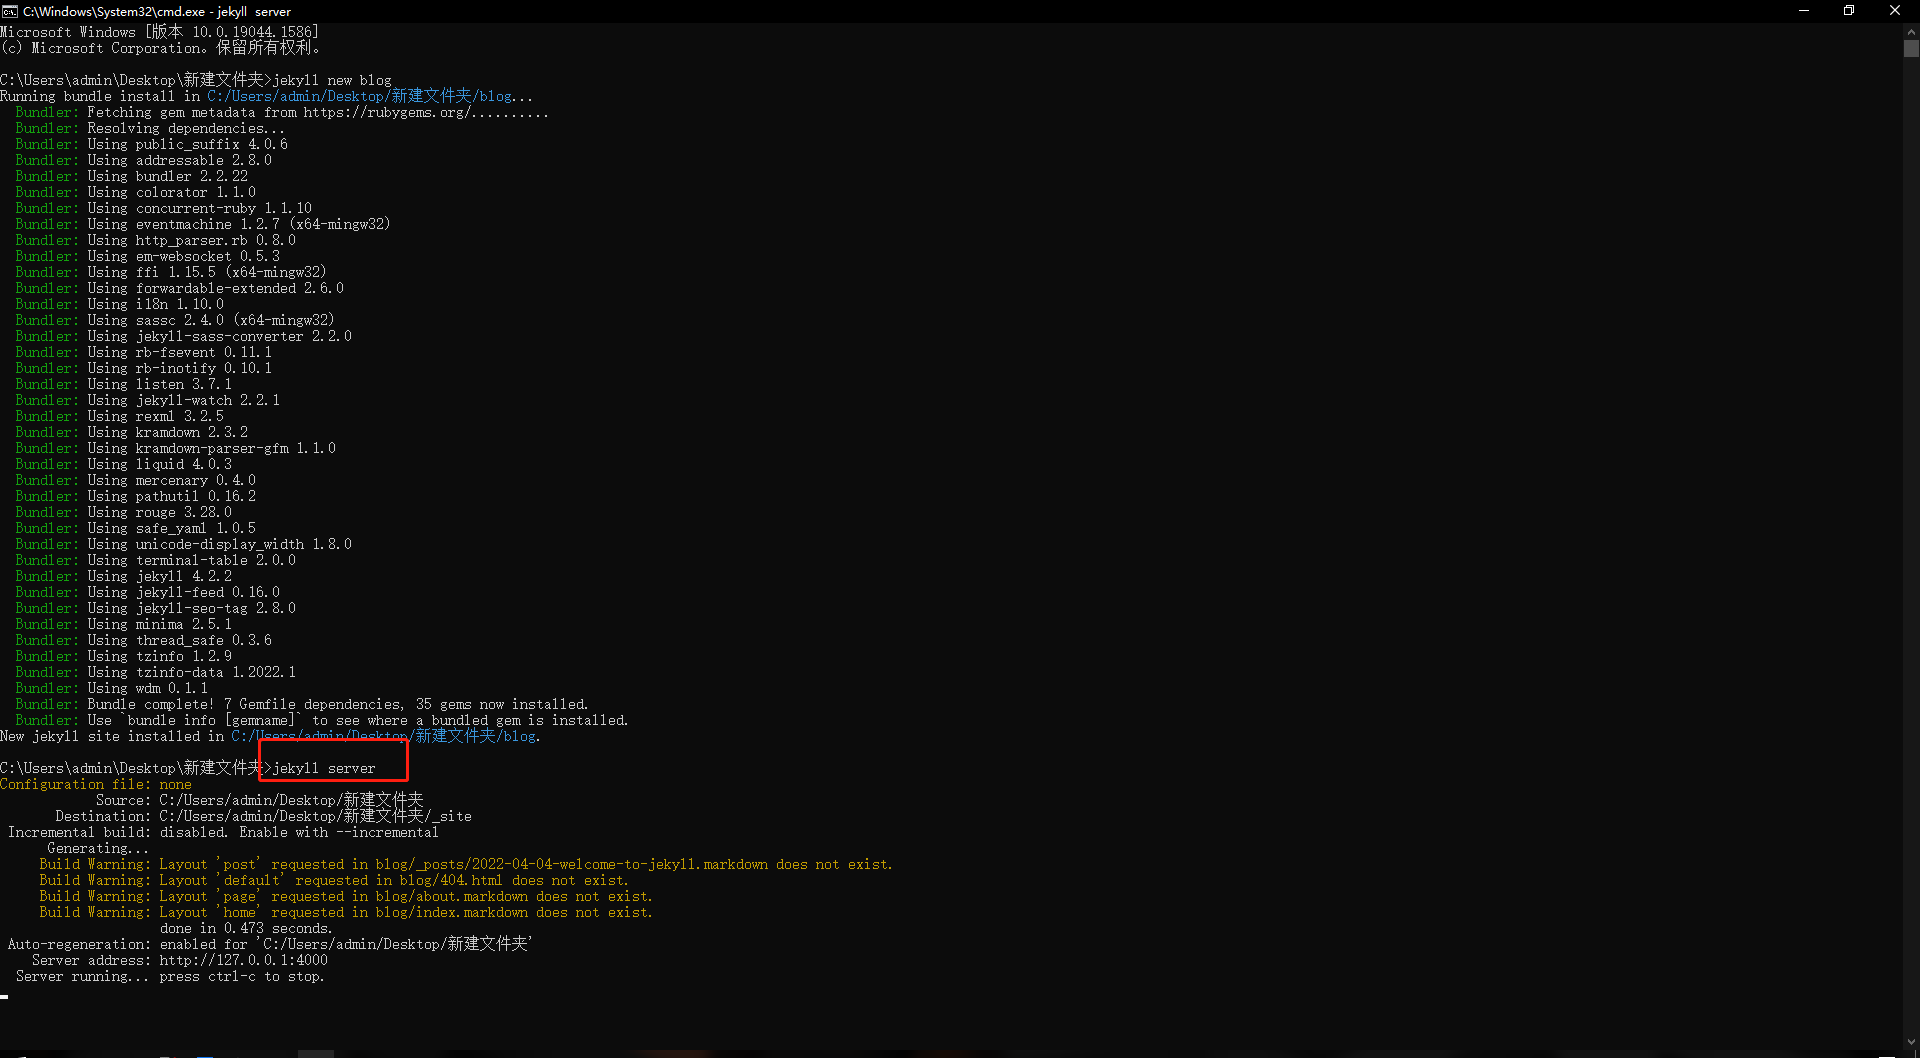 C:\Windows\System32\cmd.exe - jekyll  server
Microsoft Windows [版本 10.0.19044.1586]
(c) Microsoft Corporation。保留所有权利。
C:\Users\admin\Desktop\新建文件夹>jekyll new blog
Running bundle install in C:/Users/admin/Desktop/新建文件夹/blog...
Bundler: Fetching gem metadata from https://rubygems.org/..........
Bundler: Resolving dependencies...
Bundler: Using public_suffix 4.0.6
Bundler: Using addressable 2.8.0
Bundler: Using bundler 2.2.22
Bundler: Using colorator 1.1.0
Bundler: Using concurrent-ruby 1.1.10
Bundler: Using eventmachine 1.2.7 (x64-mingw32)
Bundler: Using http_parser.rb 0.8.0
Bundler: Using em-websocket 0.5.3
Bundler: Using ffi 1.15.5 (x64-mingw32)
Bundler: Using forwardable-extended 2.6.0
Bundler: Using i18n 1.10.0
Bundler: Using sassc 2.4.0 (x64-mingw32)
Bundler: Using jekyll-sass-converter 2.2.0
Bundler: Using rb-fsevent 0.11.1
Bundler: Using rb-inotify 0.10.1
Bundler: Using listen 3.7.1
Bundler: Using jekyll-watch 2.2.1
Bundler: Using rexml 3.2.5
Bundler: Using kramdown 2.3.2
Bundler: Using kramdown-parser-gfm 1.1.0
Bundler: Using liquid 4.0.3
Bundler: Using mercenary 0.4.0
Bundler: Using pathutil 0.16.2
Bundler: Using rouge 3.28.0
Bundler: Using safe_yaml 1.0.5
Bundler: Using unicode-display_width 1.8.0
Bundler: Using terminal-table 2.0.0
Bundler: Using jekyll 4.2.2
Bundler: Using jekyll-feed 0.16.0
Bundler: Using jekyll-seo-tag 2.8.0
Bundler: Using minima 2.5.1
Bundler: Using thread_safe 0.3.6
Bundler: Using tzinfo 1.2.9
Bundler: Using tzinfo-data 1.2022.1
Bundler: Using wdm 0.1.1
Bundler: Bundle complete! 7 Gemfile dependencies, 35 gems now installed.
Bundler: Use `bundle info [gemname]` to see where a bundled gem is installed.
New jekyll site installed in C:/Users/admin/Desktop/新建文件夹/blog.
C:\Users\admin\Desktop\新建文件夹>jekyll server
Configuration file: none
Source: C:/Users/admin/Desktop/新建文件夹
Destination: C:/Users/admin/Desktop/新建文件夹/_site
Incremental build: disabled. Enable with --incremental
Generating...
Build Warning: Layout 'post' requested in blog/_posts/2022-04-04-welcome-to-jekyll.markdown does not exist.
Build Warning: Layout 'default' requested in blog/404.html does not exist.
Build Warning: Layout 'page' requested in blog/about.markdown does not exist.
Build Warning: Layout 'home' requested in blog/index.markdown does not exist.
done in 0.473 seconds.
Auto-regeneration: enabled for 'C:/Users/admin/Desktop/新建文件夹'
Server address: http://127.0.0.1:4000
Server running... press ctrl-c to stop.